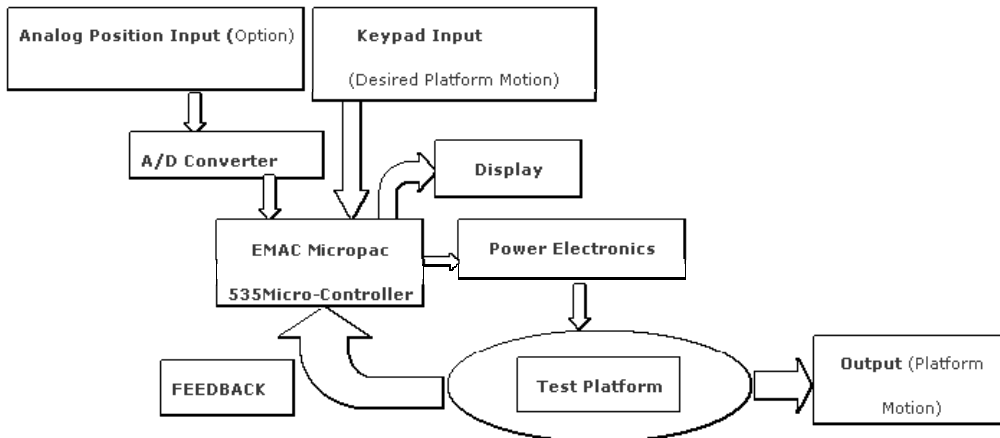 Analog Position Input (Option)
Keypad Input
(Desired Platform Motion)
A/D Converter
Display
EMAC Micropac
535Micro-Controller
Power Electronics
FEEDBACK
Test Platform
Output (Platform
Motion)